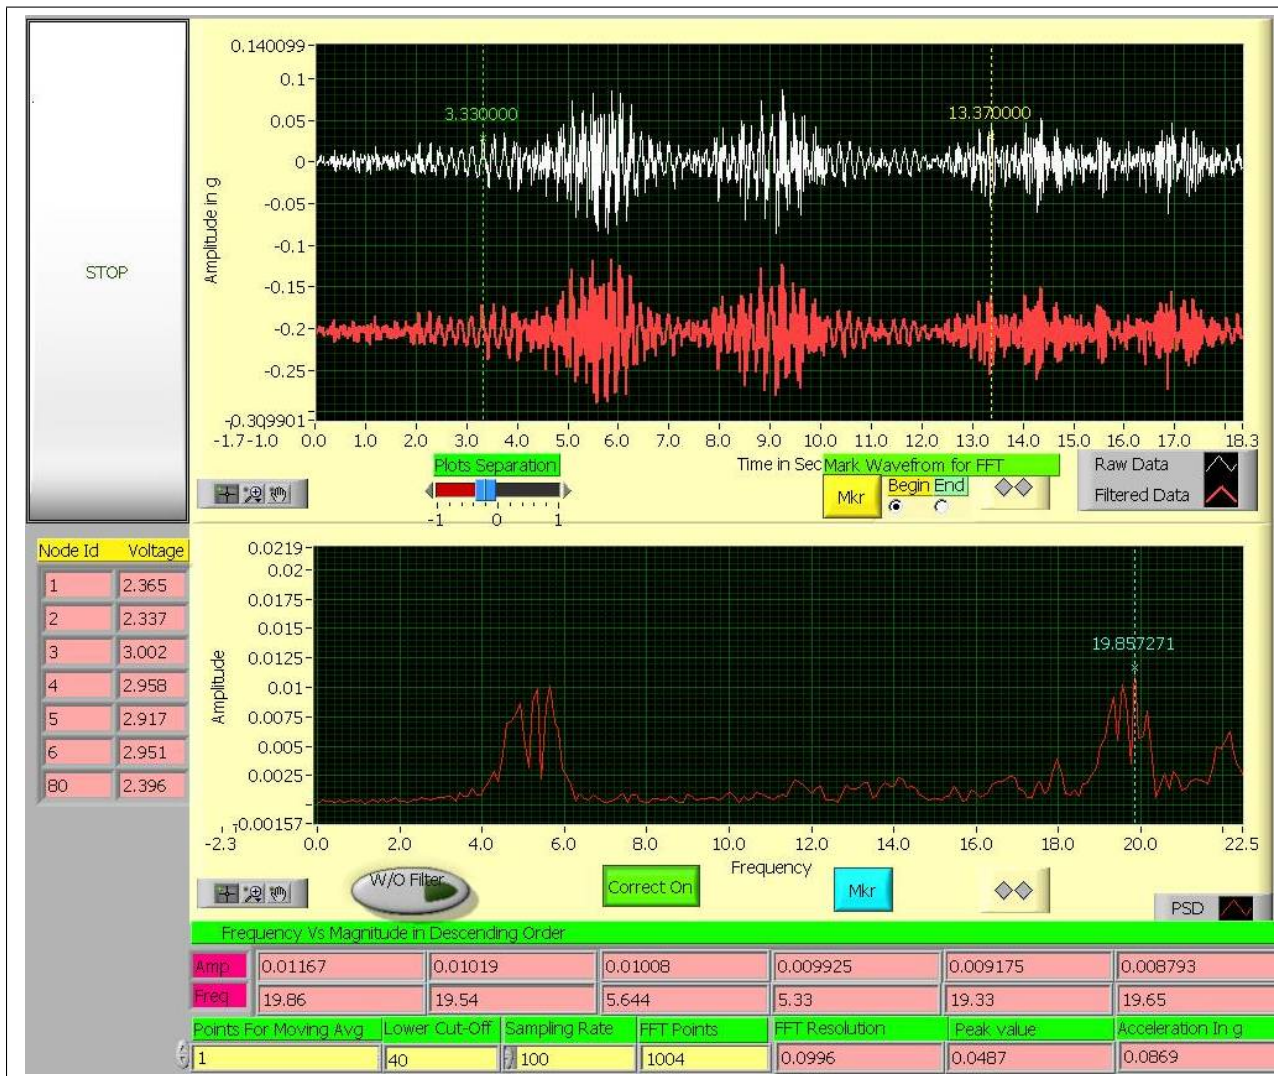 0.140099
0.1
0.05
0
-0.05
-0.1
-0.15
-0.2
-0.25
-0.309901
Amplitude in g
3.330000
13.370000
STOP
-1.7 -1.0 0.0 1.0 2.0 3.0 4.0 5.0 6.0 7.0 8.0 9.0 10.0 11.0 12.0 13.0 14.0 15.0 16.0 17.0 18.3
Time in Sec
Plots Separation
-1 0 1
Mark Wavefrom for FFT
Mkr
Begin End
Raw Data
Filtered Data
Node Id Voltage
1 2.365
2 2.337
3 3.002
4 2.958
5 2.917
6 2.951
80 2.396
0.0219
0.02
0.0175
0.015
0.0125
0.01
0.0075
0.005
0.0025
-0.00157
Amplitude
19.857271
-2.3 0.0 2.0 4.0 6.0 8.0 10.0 12.0 14.0 16.0 18.0 20.0 22.5
Frequency
W/O Filter
Correct On
Mkr
PSD
Frequency Vs Magnitude in Descending Order
Amp 0.01167 0.01019 0.01008 0.009925 0.009175 0.008793
Freq 19.86 19.54 5.644 5.33 19.33 19.65
Points For Moving Avg Lower Cut-Off Sampling Rate FFT Points FFT Resolution Peak value Acceleration In g
1 40 100 1004 0.0996 0.0487 0.0869